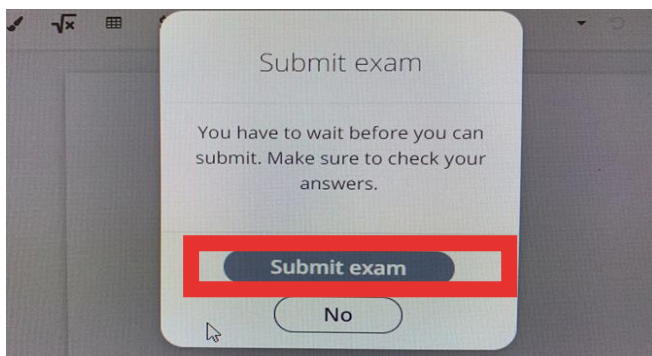 Submit exam
You have to wait before you can
submit. Make sure to check your
answers.
Submit exam
No